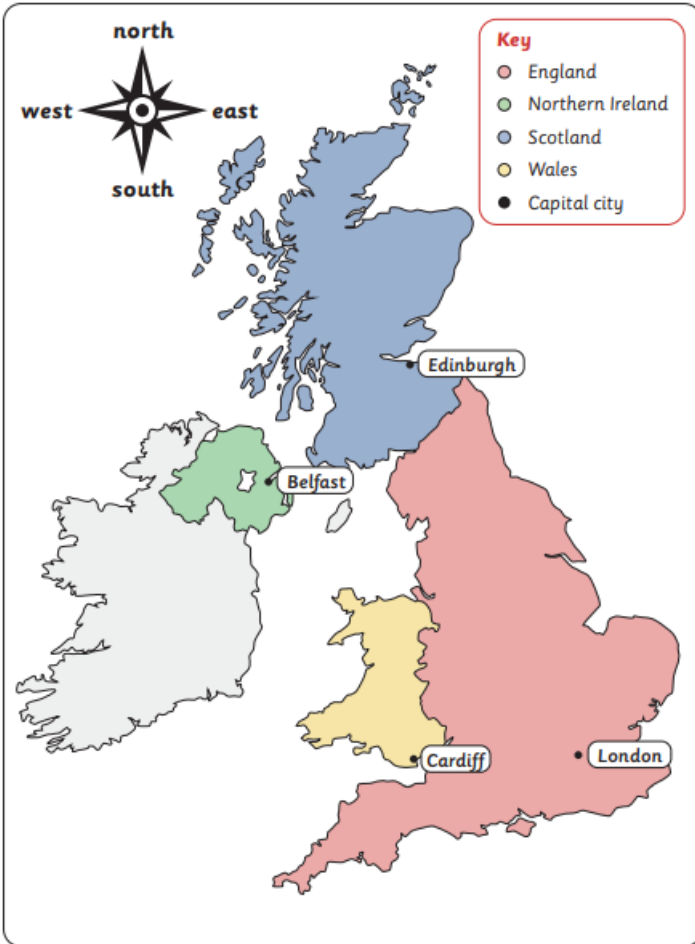 north
west
east
south
Key
England
Northern Ireland
Scotland
Wales
Capital city
Edinburgh
Belfast
Cardiff
London